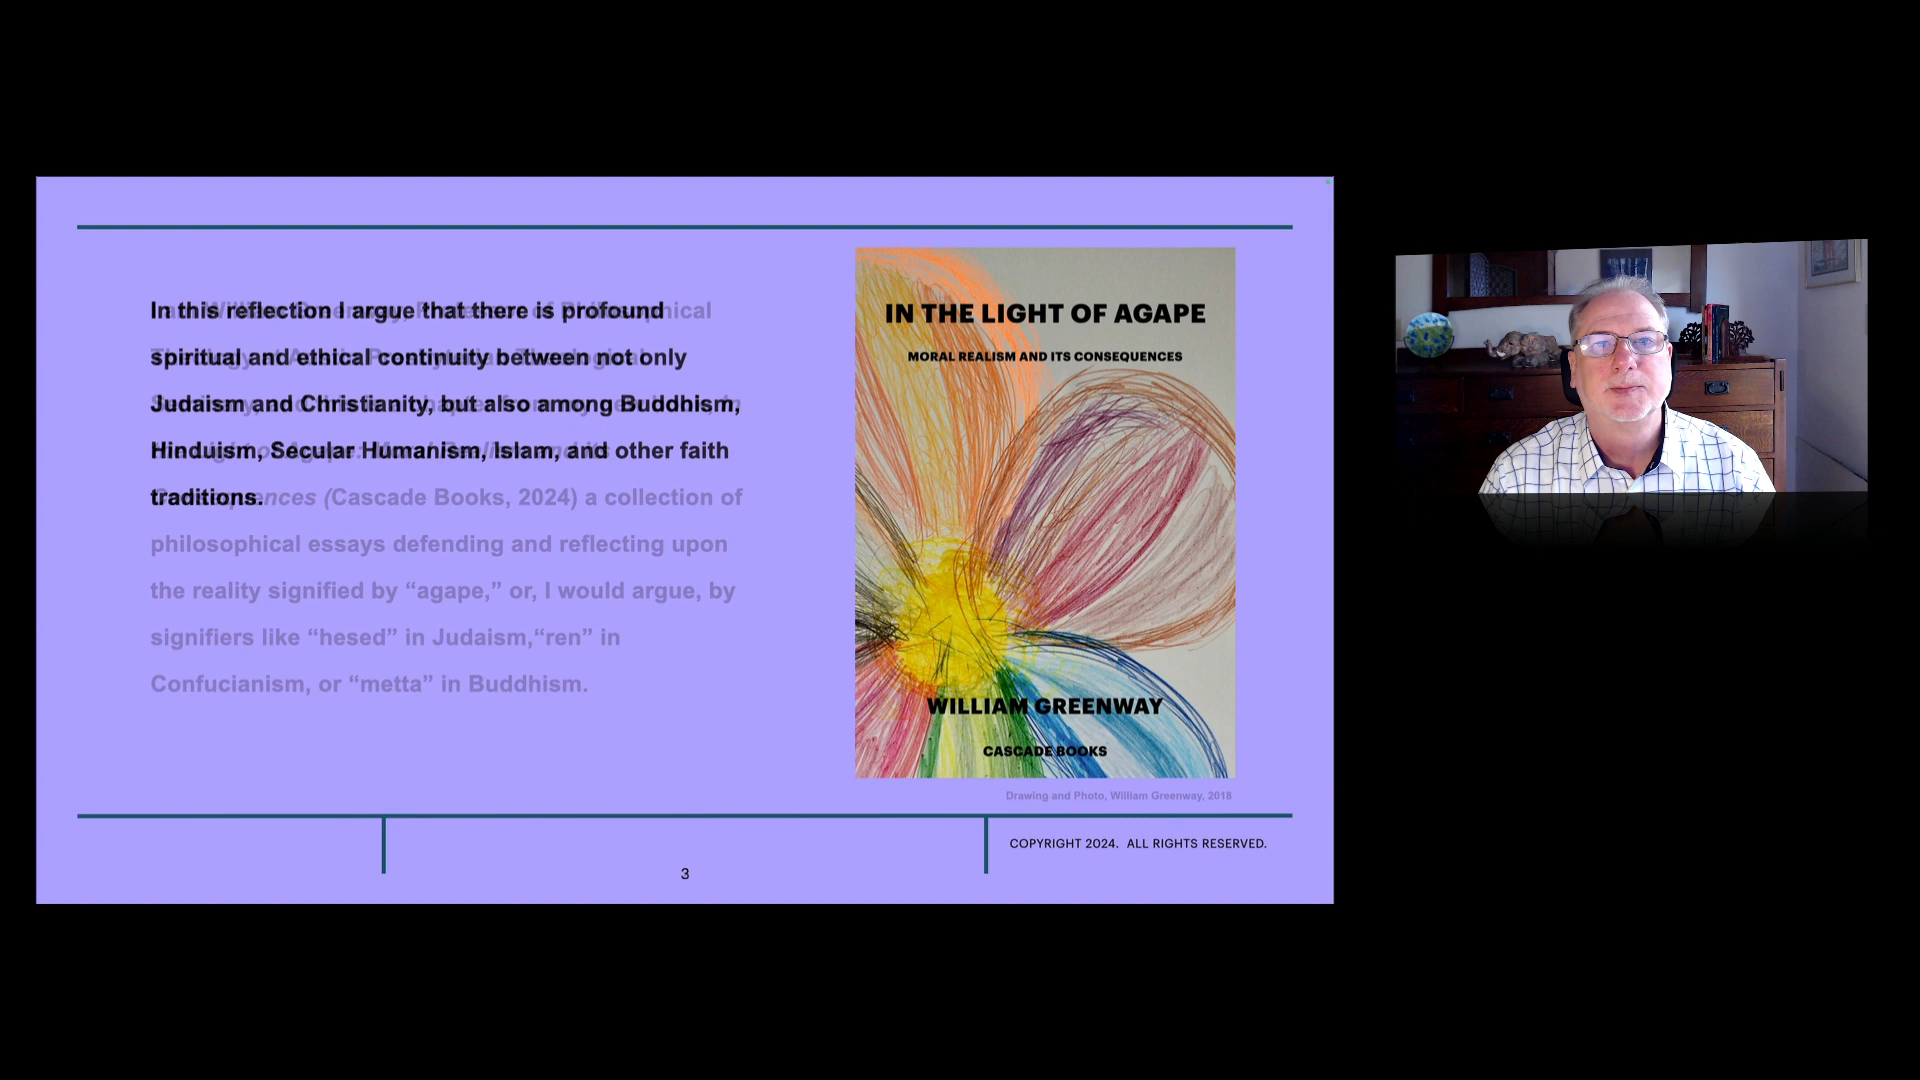 In this reflection I argue that there is profound
spiritual and ethical continuity between not only
Judaism and Christianity, but also among Buddhism,
Hinduism, Secular Humanism, Islam, and other faith
traditions.
(Cascade Books, 2024) a collection of
philosophical essays defending and reflecting upon
the reality signified by “agape,” or, I would argue, by
signifiers like “hesed” in Judaism,“ren” in
Confucianism, or “metta” in Buddhism.
IN THE LIGHT OF AGAPE
MORAL REALISM AND ITS CONSEQUENCES
WILLIAM GREENWAY
CASCADE BOOKS
Drawing and Photo, William Greenway, 2018
COPYRIGHT 2024. ALL RIGHTS RESERVED.
3